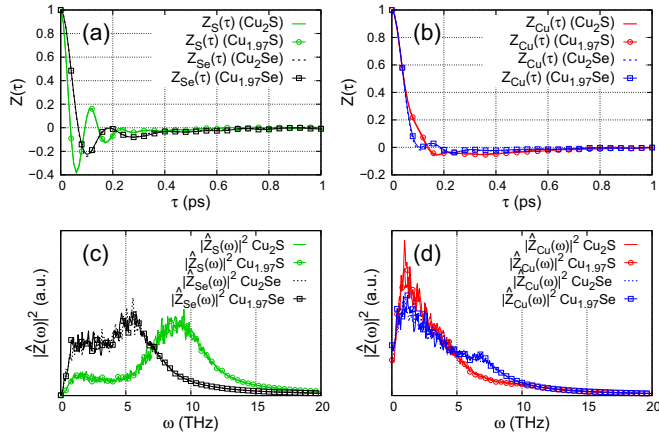 (a)
Z_S(τ) (Cu_2S)
Z_S(τ) (Cu_1.97S)
Z_Se(τ) (Cu_2Se)
Z_Se(τ) (Cu_1.97Se)
Z(τ)
1
0.8
0.6
0.4
0.2
0
−0.2
−0.4
0 0.2 0.4 0.6 0.8 1
τ (ps)
(b)
Z_Cu(τ) (Cu_2S)
Z_Cu(τ) (Cu_1.97S)
Z_Cu(τ) (Cu_2Se)
Z_Cu(τ) (Cu_1.97Se)
Z(τ)
1
0.8
0.6
0.4
0.2
0
−0.2
0 0.2 0.4 0.6 0.8 1
τ (ps)
(c)
|Ẑ_S(ω)|^2 Cu_2S
|Ẑ_S(ω)|^2 Cu_1.97S
|Ẑ_Se(ω)|^2 Cu_2Se
|Ẑ_Se(ω)|^2 Cu_1.97Se
|Ẑ(ω)|^2 (a.u.)
0 5 10 15 20
ω (THz)
(d)
|Ẑ_Cu(ω)|^2 Cu_2S
|Ẑ_Cu(ω)|^2 Cu_1.97S
|Ẑ_Cu(ω)|^2 Cu_2Se
|Ẑ_Cu(ω)|^2 Cu_1.97Se
|Ẑ(ω)|^2 (a.u.)
0 5 10 15 20
ω (THz)